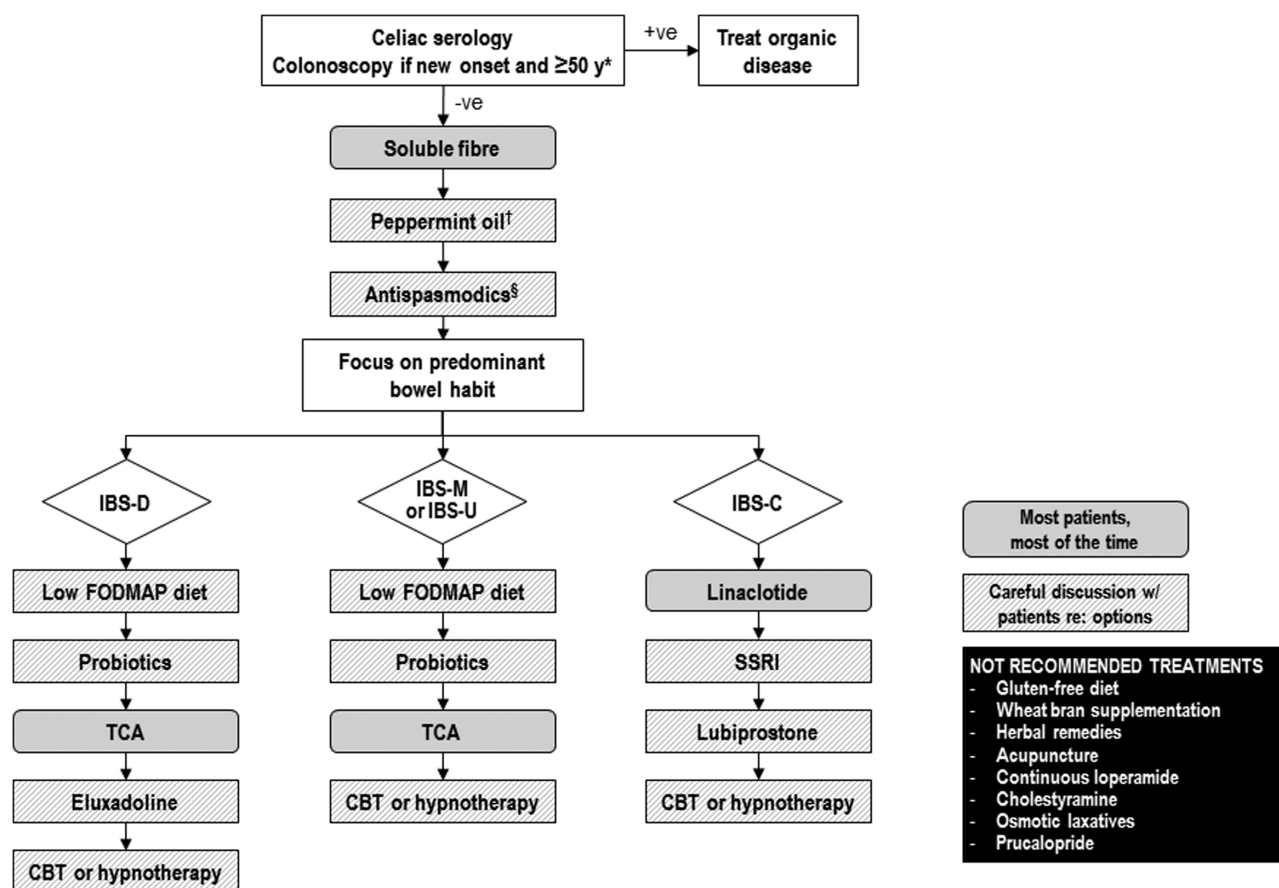 Celiac serology
Colonoscopy if new onset and ≥50 y*
+ve
Treat organic
disease
-ve
Soluble fibre
Peppermint oil†
Antispasmodics§
Focus on predominant
bowel habit
IBS-D
IBS-M
or IBS-U
IBS-C
Low FODMAP diet
Probiotics
TCA
Eluxadoline
CBT or hypnotherapy
Low FODMAP diet
Probiotics
TCA
CBT or hypnotherapy
Linaclotide
SSRI
Lubiprostone
CBT or hypnotherapy
Most patients,
most of the time
Careful discussion w/
patients re: options
NOT RECOMMENDED TREATMENTS
- Gluten-free diet
- Wheat bran supplementation
- Herbal remedies
- Acupuncture
- Continuous loperamide
- Cholestyramine
- Osmotic laxatives
- Prucalopride